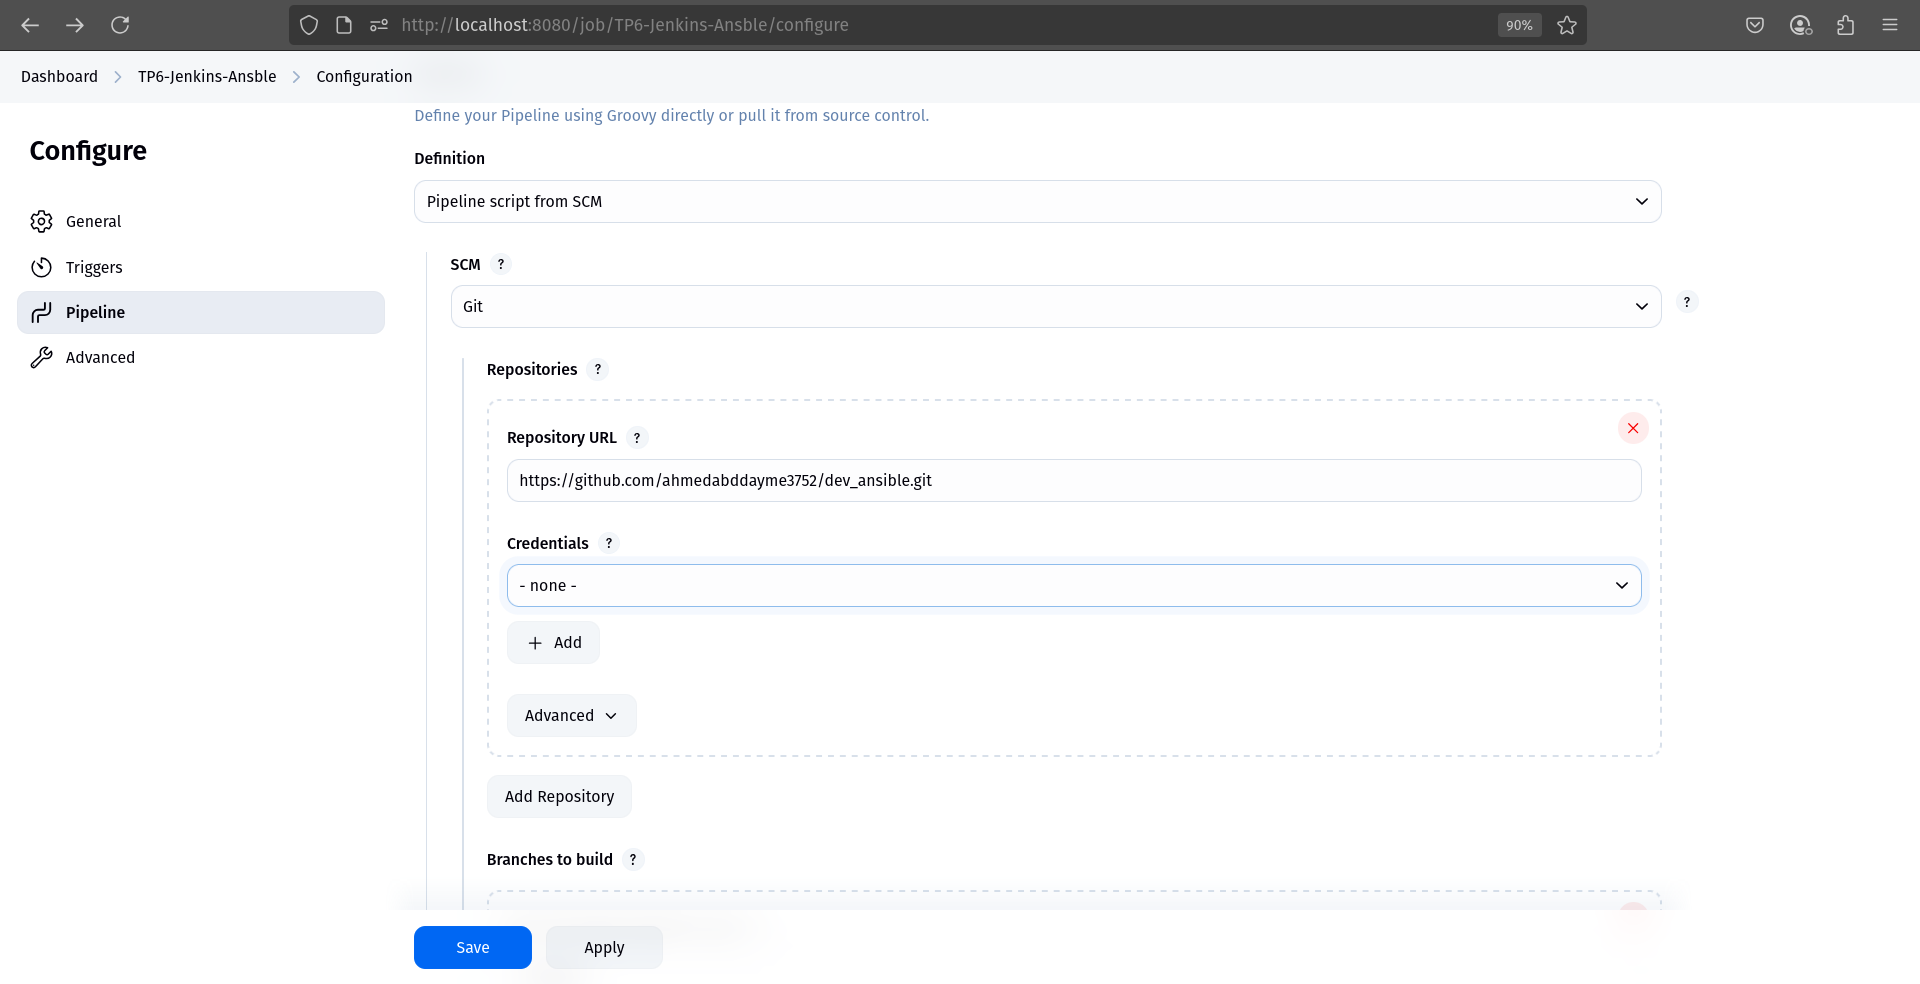 http://localhost:8080/job/TP6-Jenkins-Ansble/configure
90%
Dashboard > TP6-Jenkins-Ansble > Configuration
Define your Pipeline using Groovy directly or pull it from source control.
Configure
General
Triggers
Pipeline
Advanced
Definition
Pipeline script from SCM
SCM ?
Git
?
Repositories ?
Repository URL ?
https://github.com/ahmedabddayme3752/dev_ansible.git
Credentials ?
- none -
+ Add
Advanced
Add Repository
Branches to build ?
Save Apply